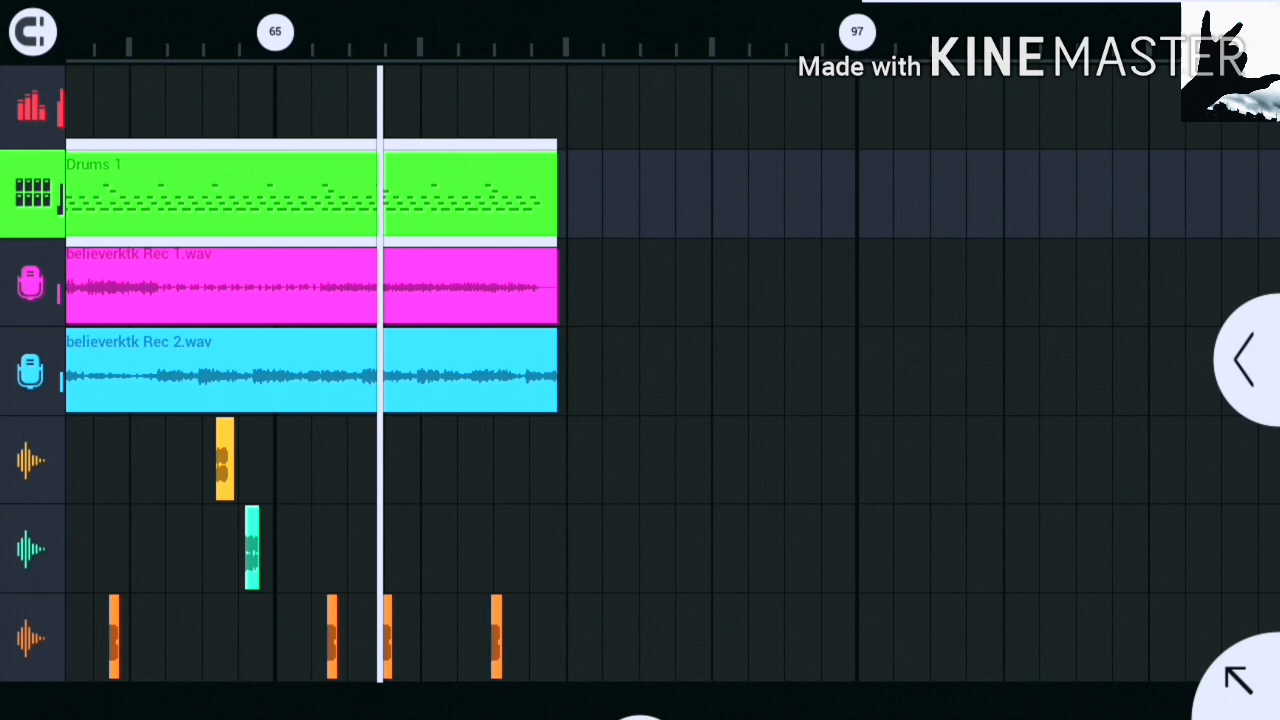 65
97
Made with KINEMASTER
Drums 1
believerktk Rec 1.wav
believerktk Rec 2.wav